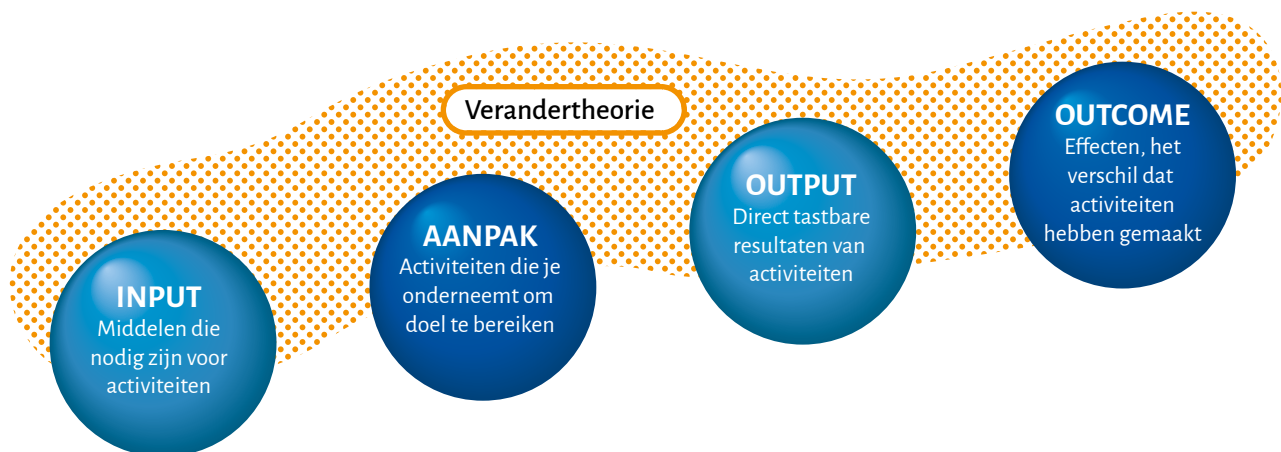 Verandertheorie
INPUT
Middelen die
nodig zijn voor
activiteiten
AANPAK
Activiteiten die je
onderneemt om
doel te bereiken
OUTPUT
Direct tastbare
resultaten van
activiteiten
OUTCOME
Effecten, het
verschil dat
activiteiten
hebben gemaakt